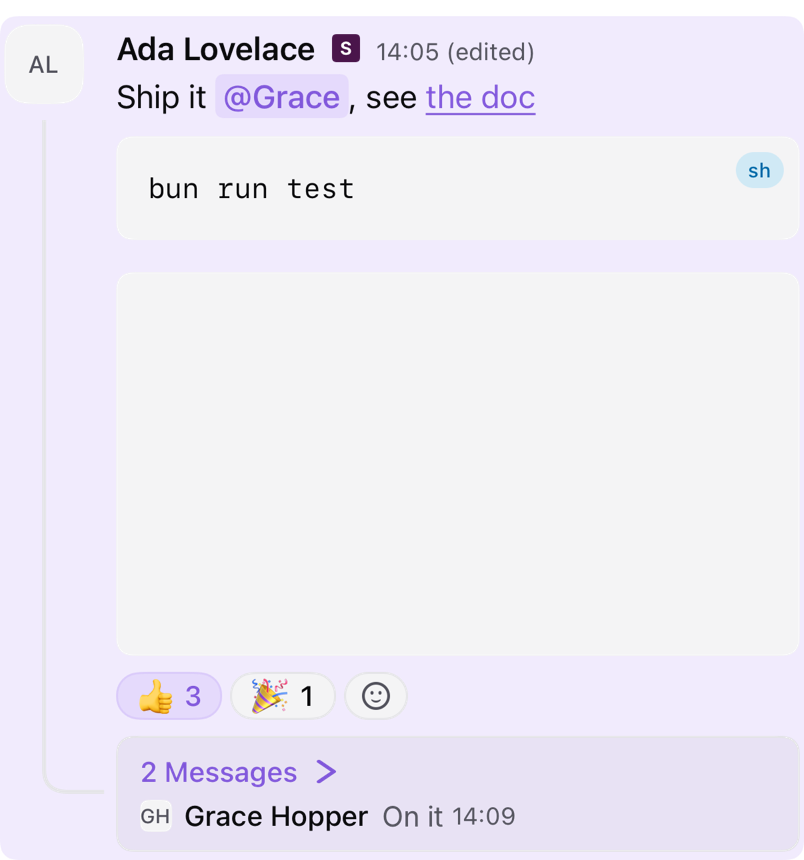 AL
Ada Lovelace S 14:05 (edited)
Ship it @Grace, see the doc
sh
bun run test
👍 3 🎉 1
2 Messages >
GH Grace Hopper On it 14:09